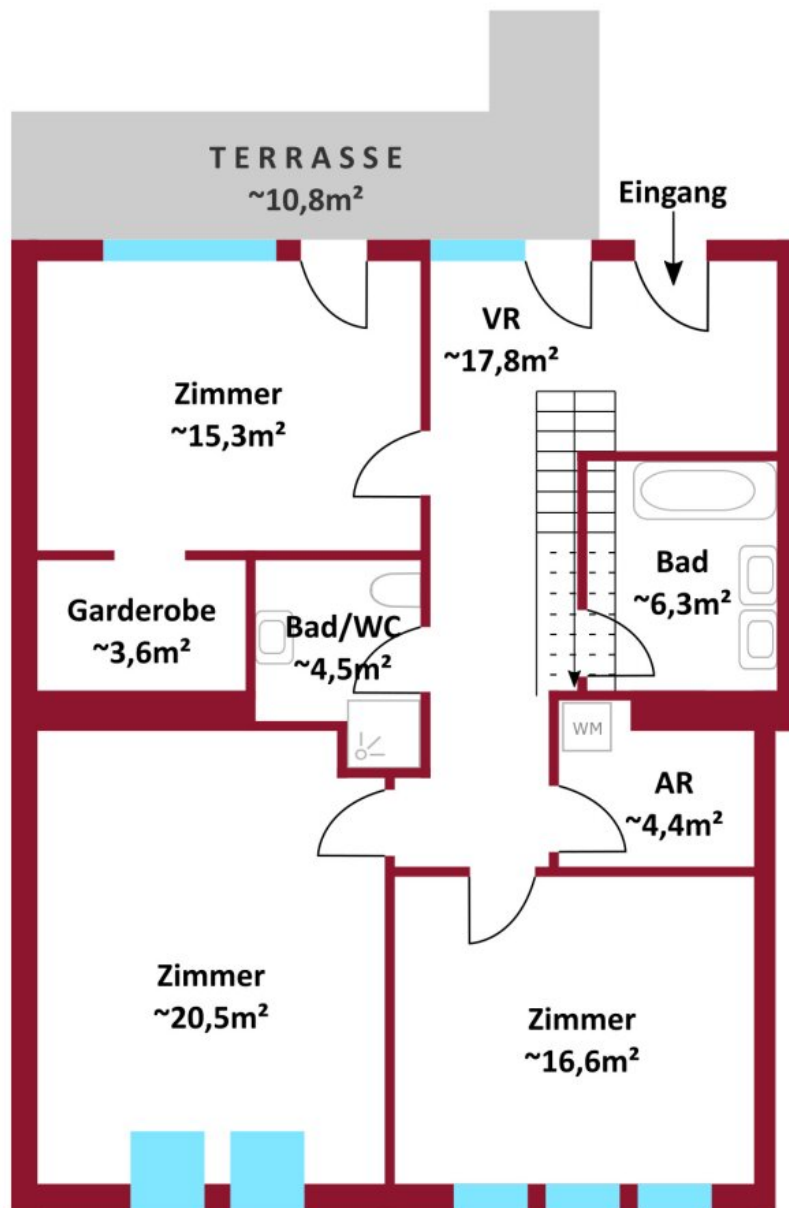 TERRASSE
~10,8m²
Eingang
VR
~17,8m²
Zimmer
~15,3m²
Bad
~6,3m²
Garderobe
~3,6m²
Bad/WC
~4,5m²
WM
AR
~4,4m²
Zimmer
~20,5m²
Zimmer
~16,6m²